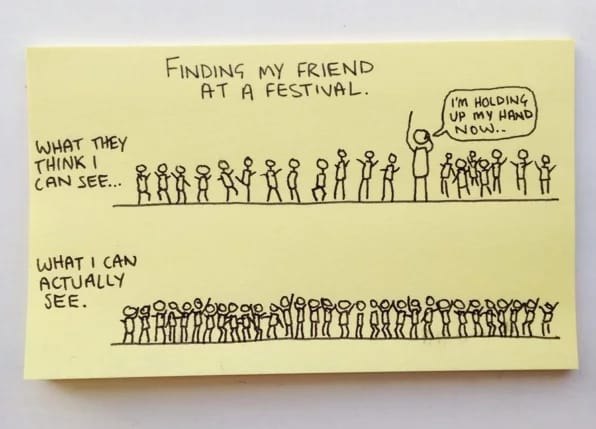 FINDING MY FRIEND
AT A FESTIVAL.
I'M HOLDING
UP MY HAND
NOW..
WHAT THEY
THINK I
CAN SEE...
WHAT I CAN
ACTUALLY
SEE.